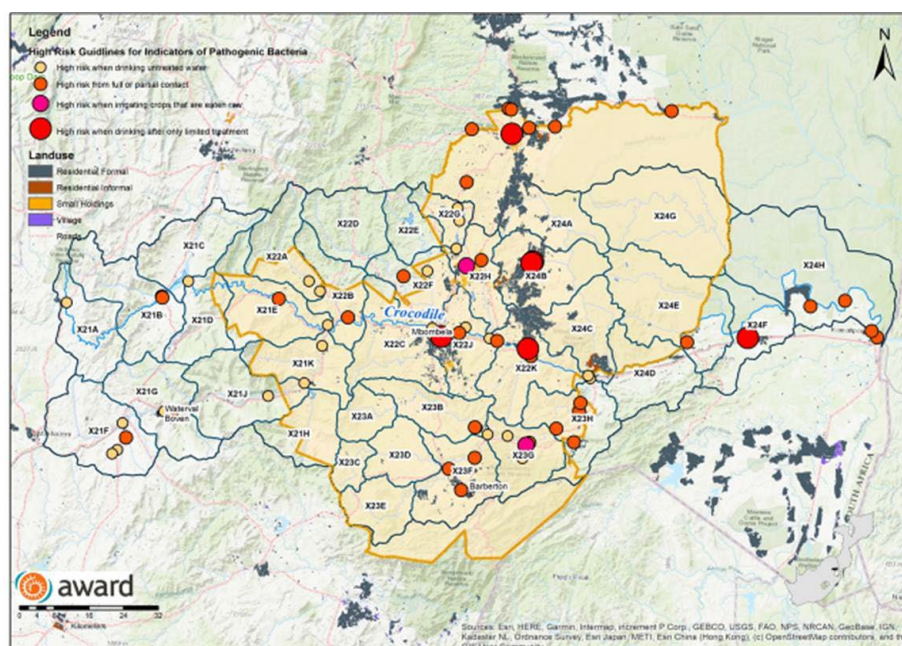 Legend
High Risk Guidlines for Indicators of Pathogenic Bacteria
High risk when drinking untreated water
High risk from full or partial contact
High risk when irrigating crops that are eaten raw
High risk when drinking after only limited treatment
Landuse
Residential Formal
Residential Informal
Small Holdings
Village
Roads
N
X22D
X22G
X24A
X24G
X21C
X22E
X22A
X22H
X24B
X24H
X22F
X21E
X22B
X24E
X21A
X21B
X21D
Crocodile
Mbombela
X22C
X22J
X24C
X24F
X21K
X22K
X24D
X21G
X21J
Waterval
Boven
X23A
X23B
X23H
X21F
X21H
X23C
X23D
X23G
X23F
Barberton
X23E
SOUTH AFRICA
award
Kilometers
Sources: Esri, HERE, Garmin, Intermap, increment P Corp., GEBCO, USGS, FAO, NPS, NRCAN, GeoBase, IGN,
Kadaster NL, Ordnance Survey, Esri Japan, METI, Esri China (Hong Kong), (c) OpenStreetMap contributors, and the